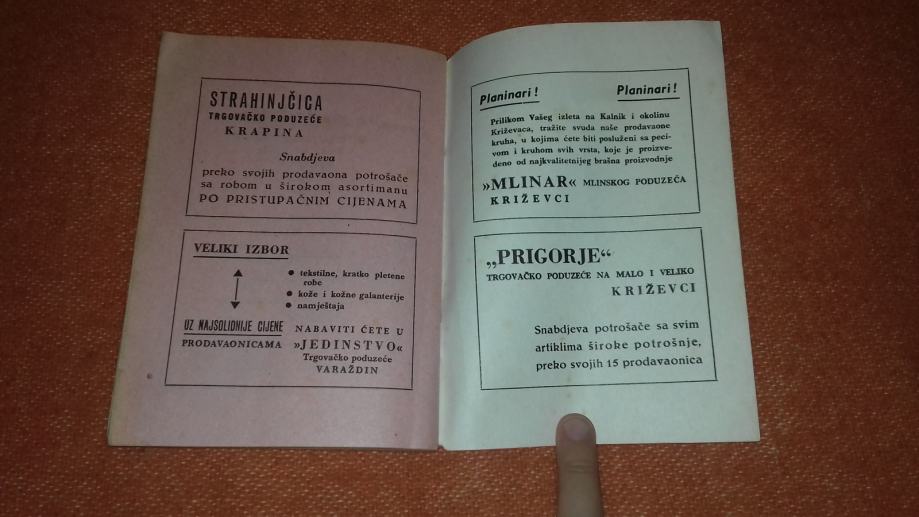 STRAHINJČICA
TRGOVAČKO PODUZEĆE
KRAPINA
Snabdjeva
preko svojih prodavaona potrošače
sa robom u širokom asortimanu
PO PRISTUPAČNIM CIJENAMA
VELIKI IZBOR
● tekstilne, kratko pletene
robe
● kože i kožne galanterije
● namještaja
UZ NAJSOLIDNIJE CIJENE
PRODAVAONICAMA
NABAVITI ĆETE U
»JEDINSTVO«
Trgovačko poduzeće
VARAŽDIN
Planinari! Planinari!
Prilikom Vašeg izleta na Kalnik i okolinu
Križevaca, tražite svuda naše prodavaone
kruha, u kojima ćete biti posluženi sa peci-
vom i kruhom svih vrsta, koje je proizve-
deno od najkvalitetnijeg brašna proizvodnje
»MLINAR« MLINSKOG PODUZEĆA
KRIŽEVCI
„PRIGORJE“
TRGOVAČKO PODUZEĆE NA MALO I VELIKO
KRIŽEVCI
Snabdjeva potrošače sa svim
artiklima široke potrošnje,
preko svojih 15 prodavaonica